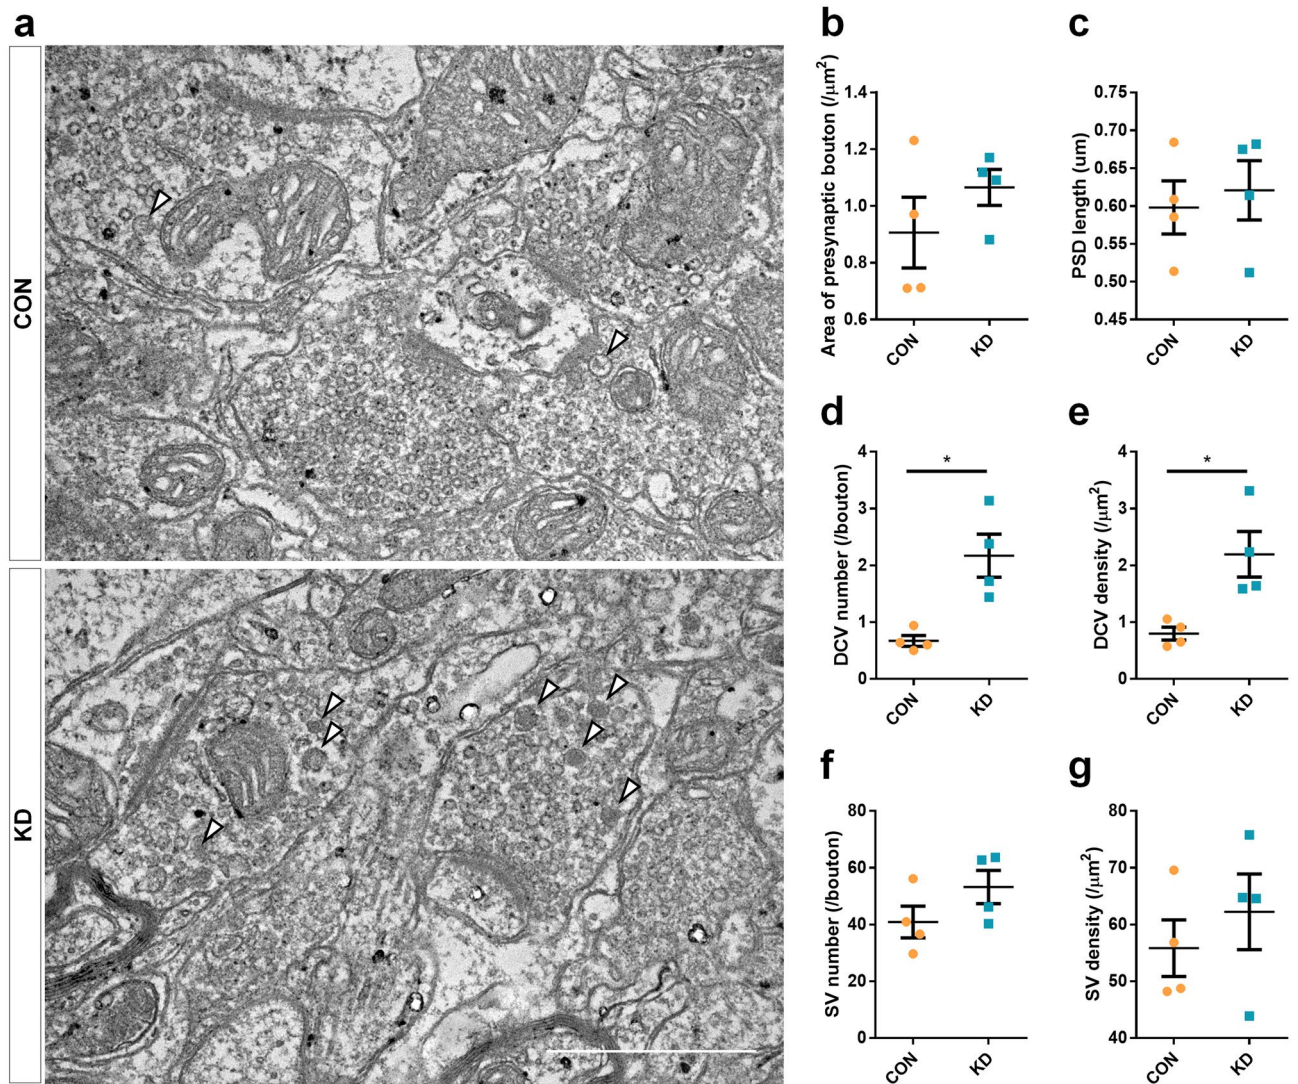 a
CON
KD
b
Area of presynaptic bouton (/μm²)
1.4
1.2
1.0
0.8
0.6
CON
KD
c
PSD length (um)
0.75
0.70
0.65
0.60
0.55
0.50
0.45
CON
KD
d
DCV number (/bouton)
4
3
2
1
0
*
CON
KD
e
DCV density (/μm²)
4
3
2
1
0
*
CON
KD
f
SV number (/bouton)
80
60
40
20
0
CON
KD
g
SV density (/μm²)
80
70
60
50
40
CON
KD